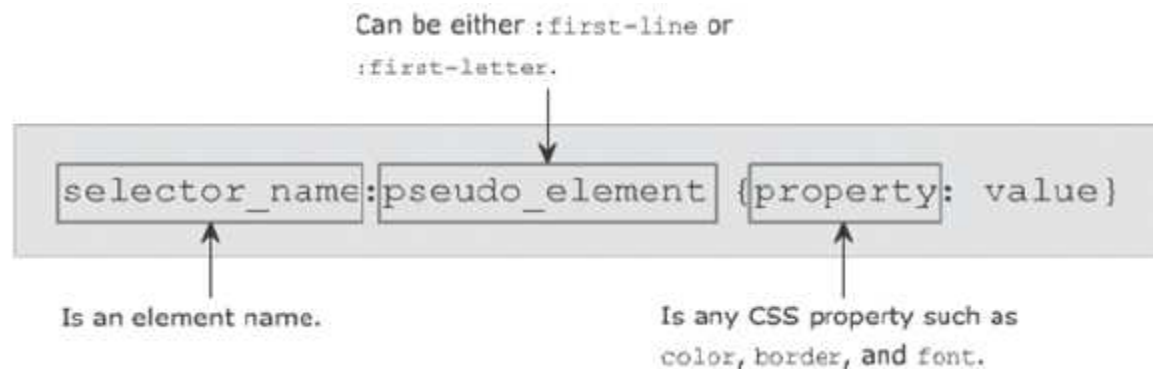 Can be either :first-line or
:first-letter.
selector_name:pseudo_element {property: value}
Is an element name.
Is any CSS property such as
color, border, and font.